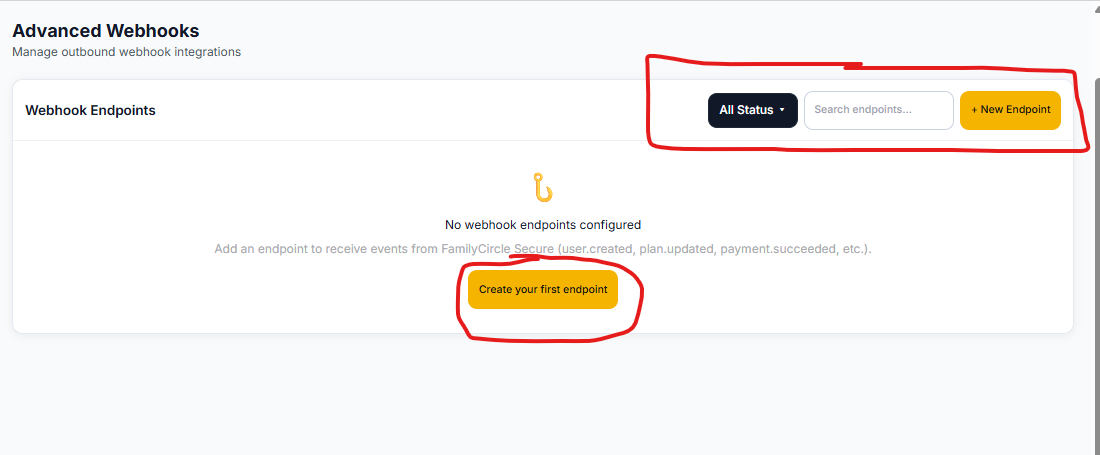 Advanced Webhooks
Manage outbound webhook integrations
Webhook Endpoints
All Status
Search endpoints...
+ New Endpoint
No webhook endpoints configured
Add an endpoint to receive events from FamilyCircle Secure (user.created, plan.updated, payment.succeeded, etc.).
Create your first endpoint